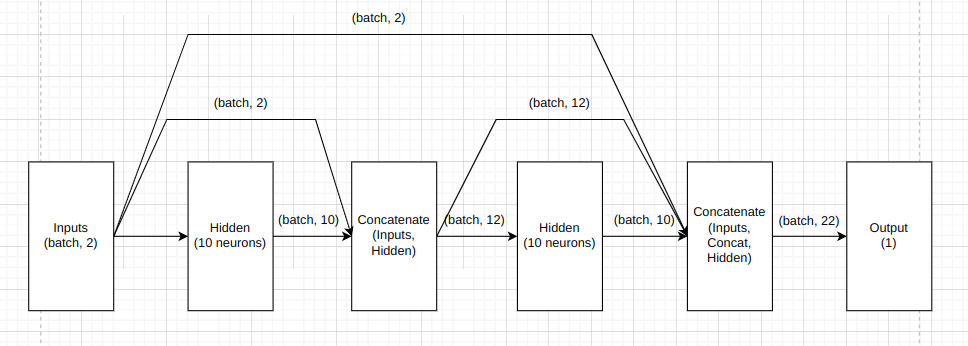 (batch, 2)
(batch, 2)
(batch, 12)
Inputs
(batch, 2)
Hidden
(10 neurons)
(batch, 10)
Concatenate
(Inputs,
Hidden)
(batch, 12)
Hidden
(10 neurons)
(batch, 10)
Concatenate
(Inputs,
Concat,
Hidden)
(batch, 22)
Output
(1)